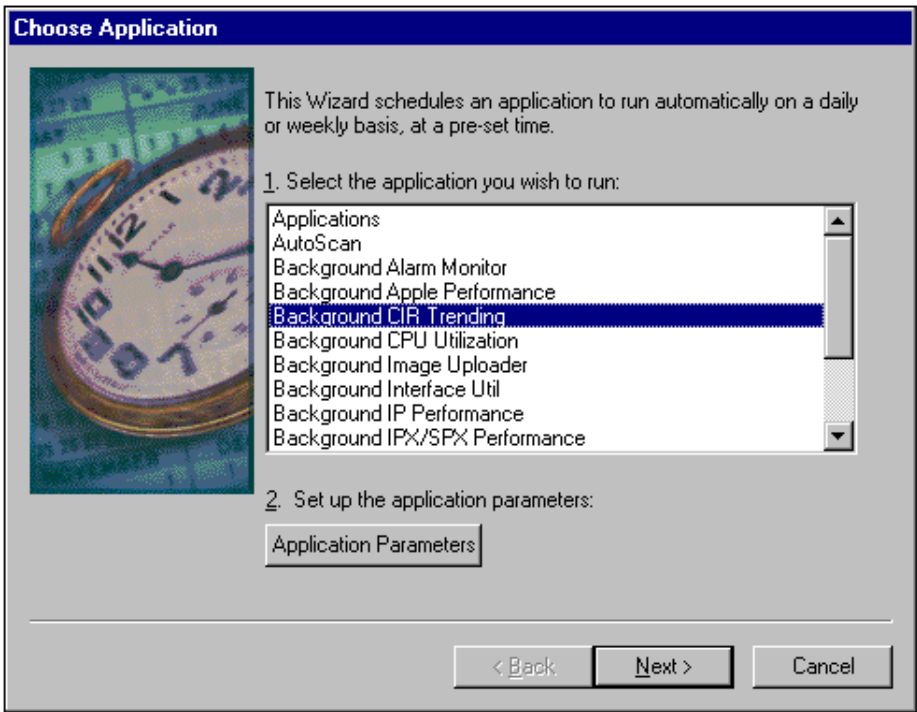 Choose Application
This Wizard schedules an application to run automatically on a daily
or weekly basis, at a pre-set time.
1. Select the application you wish to run:
Applications
AutoScan
Background Alarm Monitor
Background Apple Performance
Background CIR Trending
Background CPU Utilization
Background Image Uploader
Background Interface Util
Background IP Performance
Background IPX/SPX Performance
2. Set up the application parameters:
Application Parameters
< Back Next > Cancel